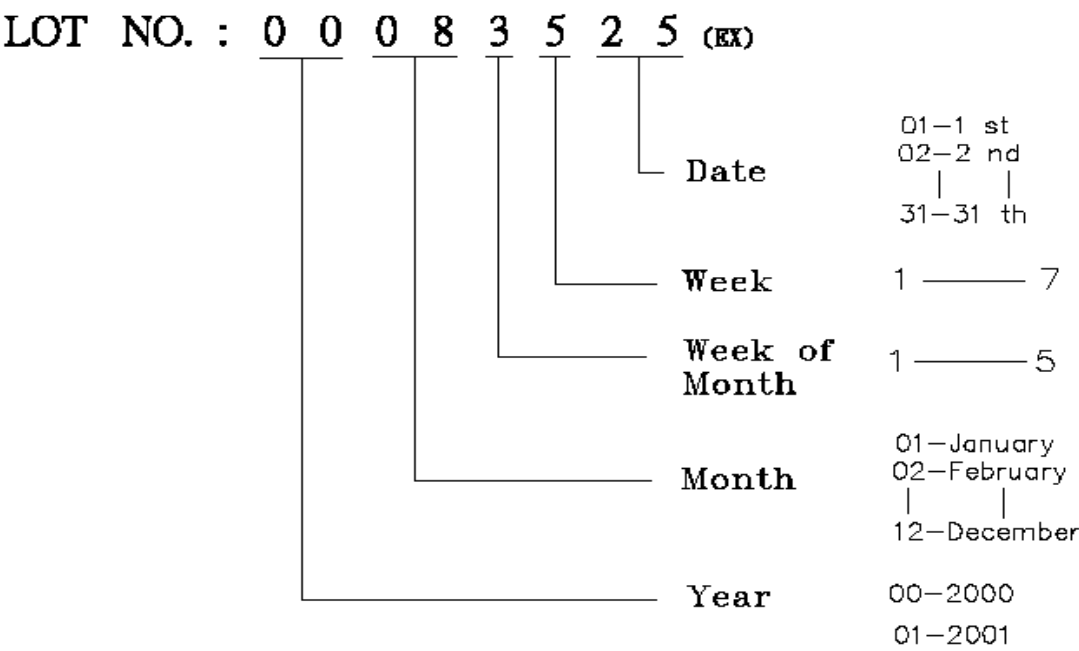 LOT NO. : 0 0 0 8 3 5 2 5 (EX)
01-1 st
02-2 nd
Date
31-31 th
Week 1 7
Week of
Month 1 5
01-January
02-February
Month
12-December
Year 00-2000
01-2001